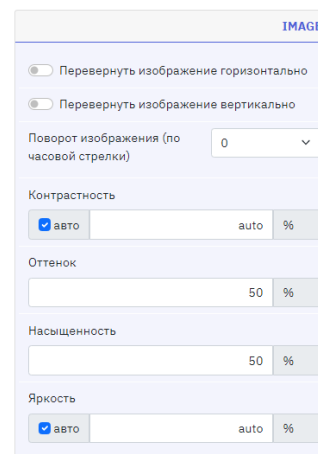 IMAGE
Перевернуть изображение горизонтально
Перевернуть изображение вертикально
Поворот изображения (по
часовой стрелки)
0
Контрастность
авто auto %
Оттенок
50 %
Насыщенность
50 %
Яркость
авто auto %